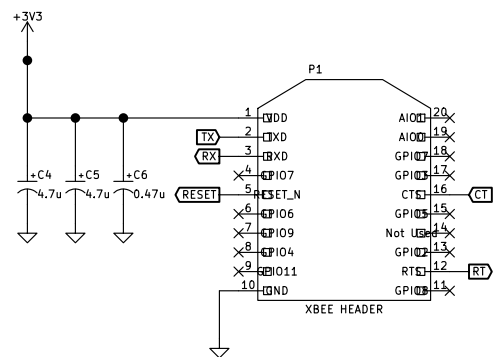 +3V3
P1
1 VDD
AIO1 20
TX 2 TXD
AIO0 19
RX 3 RXD
GPIO7 18
+C4 4.7u
+C5 4.7u
+C6 0.47u
4 GPIO7
GPIO3 17
RESET 5 RESET_N
CTS 16 CT
6 GPIO6
GPIO5 15
7 GPIO9
Not Used 14
8 GPIO4
GPIO2 13
9 GPIO11
RTS 12 RT
10 GND
GPIO8 11
XBEE HEADER